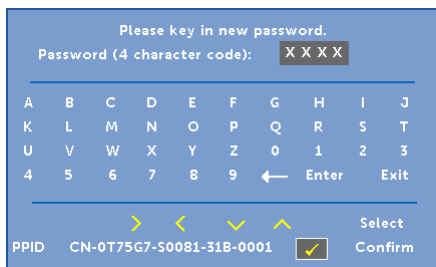 Please key in new password.
Password (4 character code): X X X X
A B C D E F G H I J
K L M N O P Q R S T
U V W X Y Z 0 1 2 3
4 5 6 7 8 9 ← Enter Exit
> < ∨ ∧ Select
PPID CN-0T75G7-S0081-31B-0001 ✓ Confirm